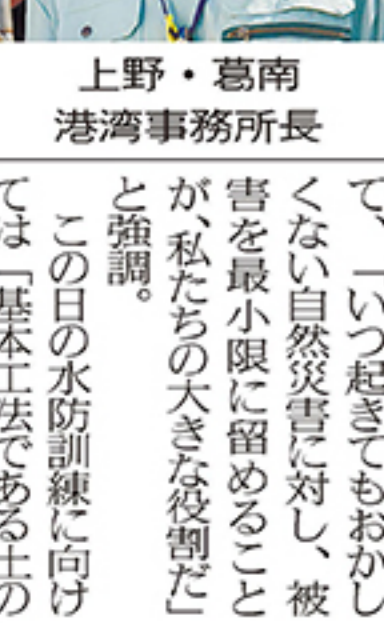 上野・葛南
港湾事務所長
て、「いつ起きてもおかし
くない自然災害に対し、被
害を最小限に留めること
が、私たちの大きな役割だ」
と強調。
この日の水防訓練に向け
ては「基本工法である土の